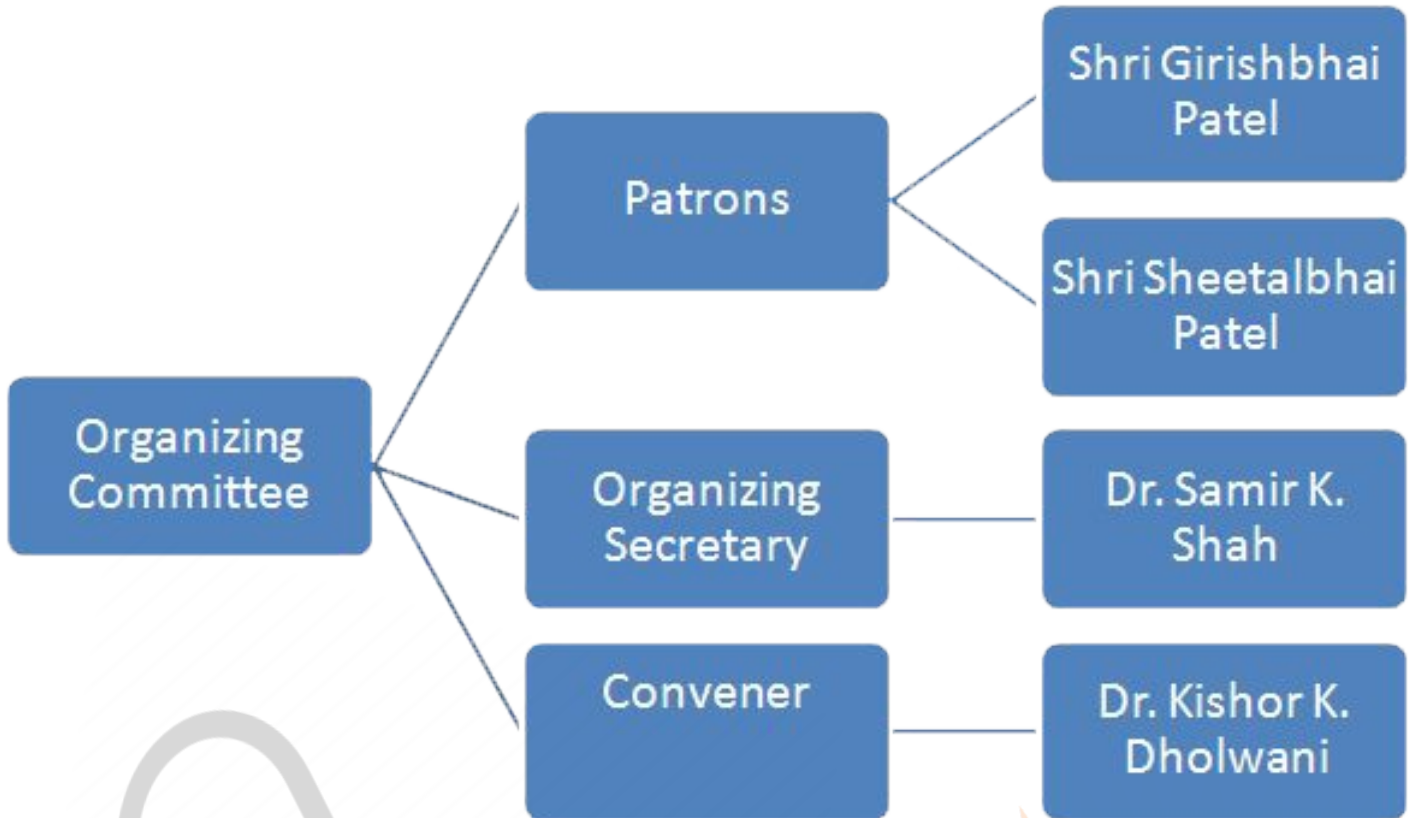 Organizing
Committee
Patrons
Shri Girishbhai
Patel
Shri Sheetalbhai
Patel
Organizing
Secretary
Dr. Samir K.
Shah
Convener
Dr. Kishor K.
Dholwani